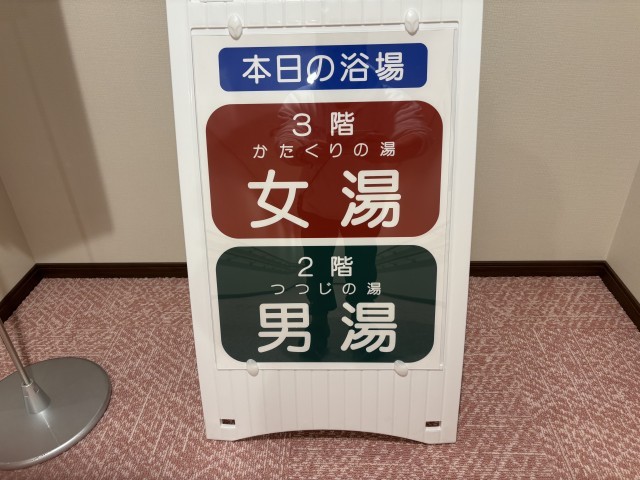 本日の浴場
3階
かたくりの湯
女湯
2階
つつじの湯
男湯